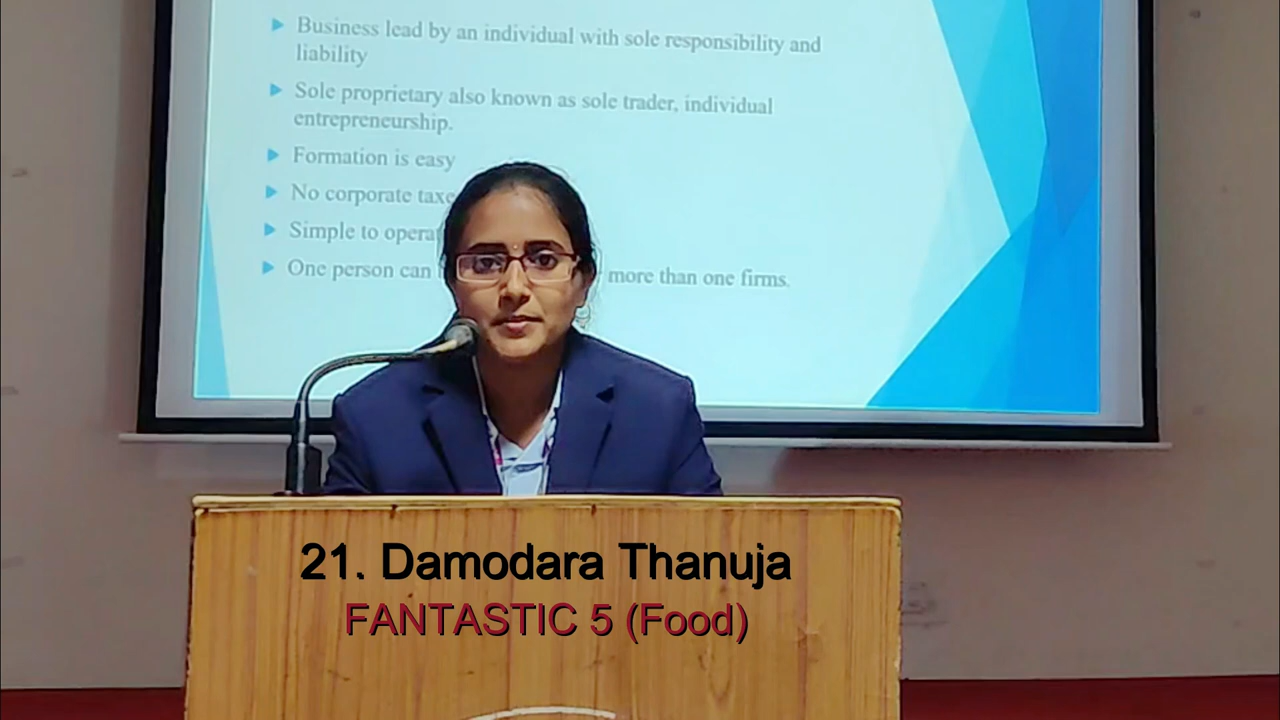 Business lead by an individual with sole responsibility and
liability
Sole proprietary also known as sole trader, individual
entrepreneurship.
Formation is easy
No corporate taxe
Simple to operat
One person can more than one firms.
21. Damodara Thanuja
FANTASTIC 5 (Food)